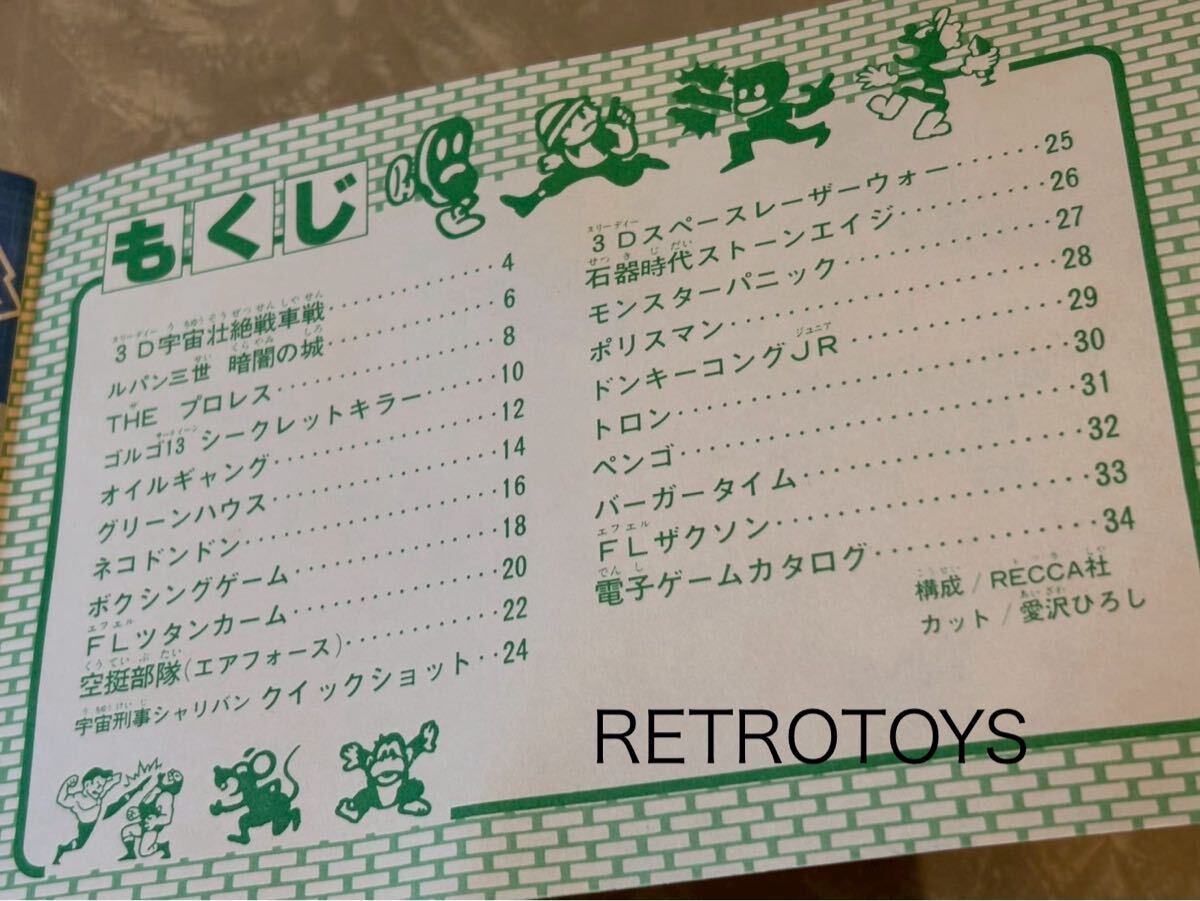 もくじ
3D宇宙壮絶戦車戦 4
ルパン三世 暗闇の城 6
THE プロレス 8
ゴルゴ13 シークレットキラー 10
オイルギャング 12
グリーンハウス 14
ネコドンドン 16
ボクシングゲーム 18
FLツタンカーム 20
空挺部隊(エアフォース) 22
宇宙刑事シャリバン クイックショット 24
3Dスペースレーザーウォー 25
石器時代ストーンエイジ 26
モンスターパニック 27
ポリスマン 28
ドンキーコングJR 29
トロン 30
ペンゴ 31
バーガータイム 32
FLザクソン 33
電子ゲームカタログ 34
構成/RECCA社
カット/愛沢ひろし
RETROTOYS